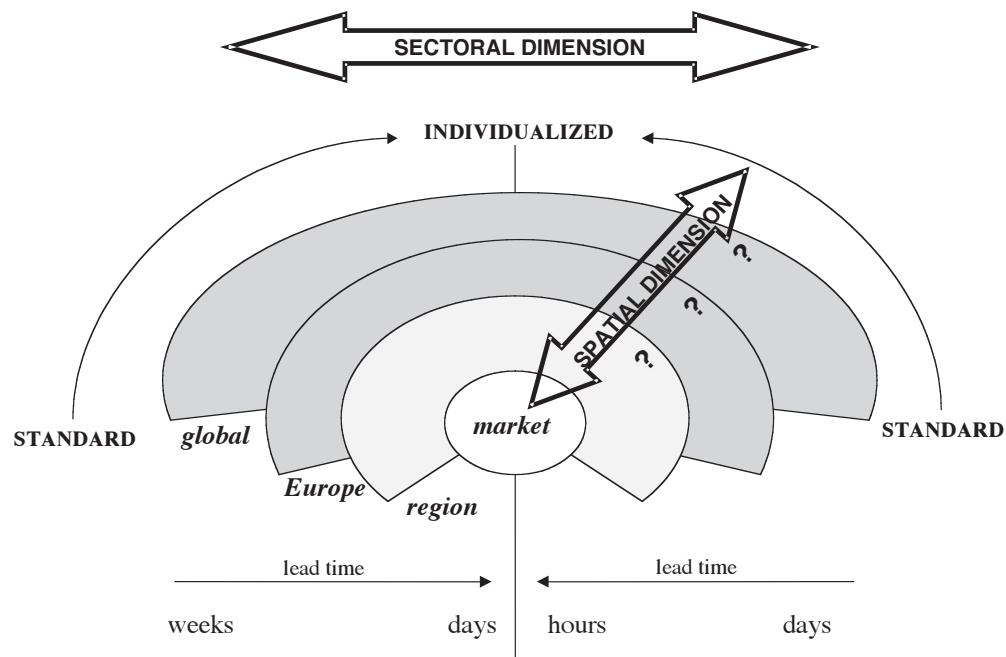 SECTORAL DIMENSION
INDIVIDUALIZED
SPATIAL DIMENSION
?.
?.
?.
market
STANDARD
global
STANDARD
Europe
region
lead time
lead time
weeks
days
hours
days